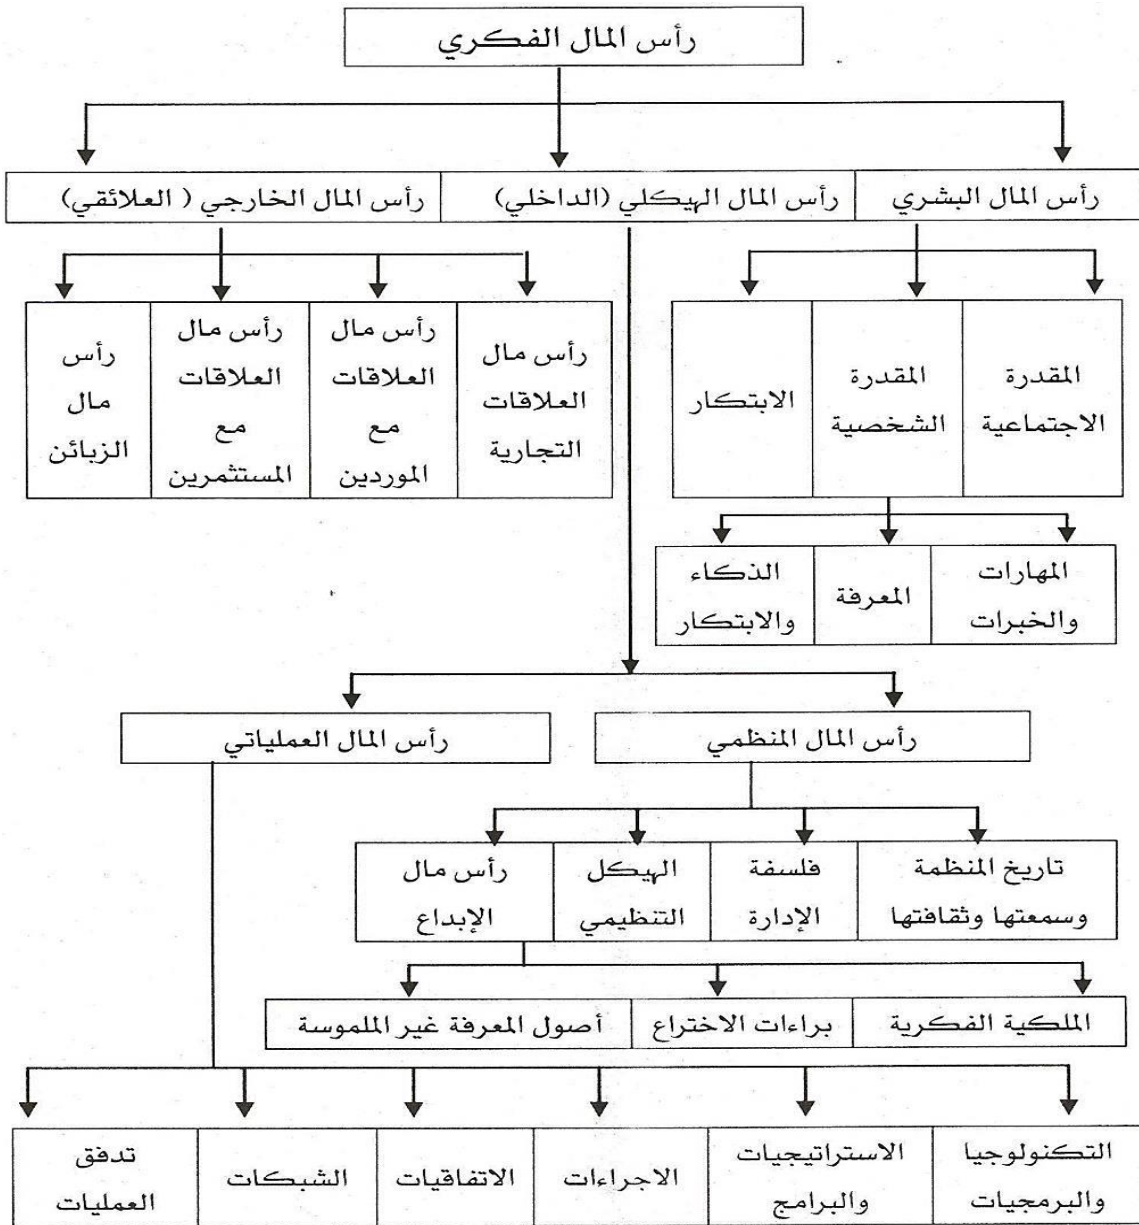 رأس المال الفكري
رأس المال البشري
رأس المال الهيكلي (الداخلي)
رأس المال الخارجي ( العلائقي)
المقدرة
الاجتماعية
المقدرة
الشخصية
الابتكار
رأس مال
العلاقات
التجارية
رأس مال
العلاقات
مع
الموردين
رأس مال
العلاقات
مع
المستثمرين
رأس
مال
الزبائن
المهارات
والخبرات
المعرفة
الذكاء
والابتكار
رأس المال المنظمي
رأس المال العملياتي
تاريخ المنظمة
وسمعتها وثقافتها
فلسفة
الإدارة
الهيكل
التنظيمي
رأس مال
الإبداع
الملكية الفكرية
براءات الاختراع
أصول المعرفة غير الملموسة
التكنولوجيا
والبرمجيات
الاستراتيجيات
والبرامج
الاجراءات
الاتفاقيات
الشبكات
تدفق
العمليات